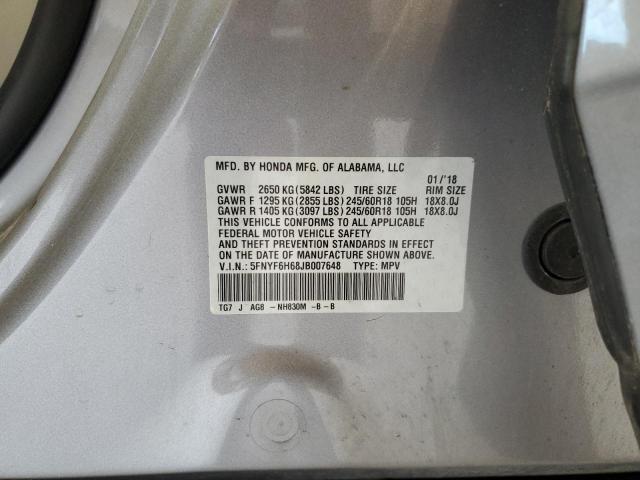 MFD. BY HONDA MFG. OF ALABAMA, LLC
01/'18
GVWR 2650 KG(5842 LBS) TIRE SIZE RIM SIZE
GAWR F 1295 KG(2855 LBS)245/60R18 105H 18X8.0J
GAWR R 1405 KG(3097 LBS)245/60R18 105H 18X8.0J
THIS VEHICLE CONFORMS TO ALL APPLICABLE
FEDERAL MOTOR VEHICLE SAFETY
AND THEFT PREVENTION STANDARDS IN EFFECT
ON THE DATE OF MANUFACTURE SHOWN ABOVE.
V.I.N.: 5FNYF6H68JB007648 TYPE: MPV
TG7 J AG8 -NH830M -B-B